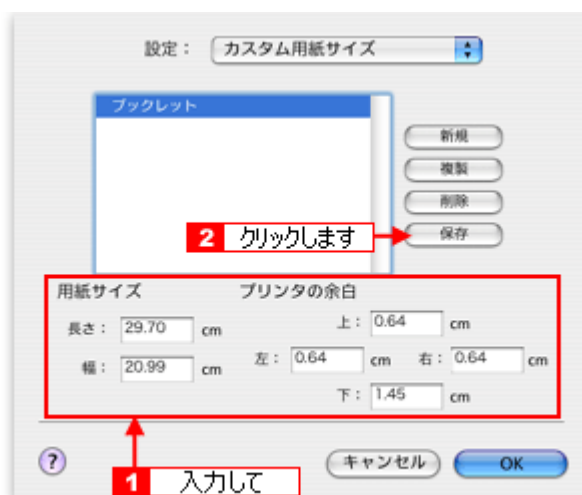 設定： カスタム用紙サイズ
ブックレット
新規
複製
削除
2 クリックします 保存
用紙サイズ プリンタの余白
長さ： 29.70 cm 上： 0.64 cm
幅： 20.99 cm 左： 0.64 cm 右： 0.64 cm
下： 1.45 cm
? キャンセル OK
1 入力して